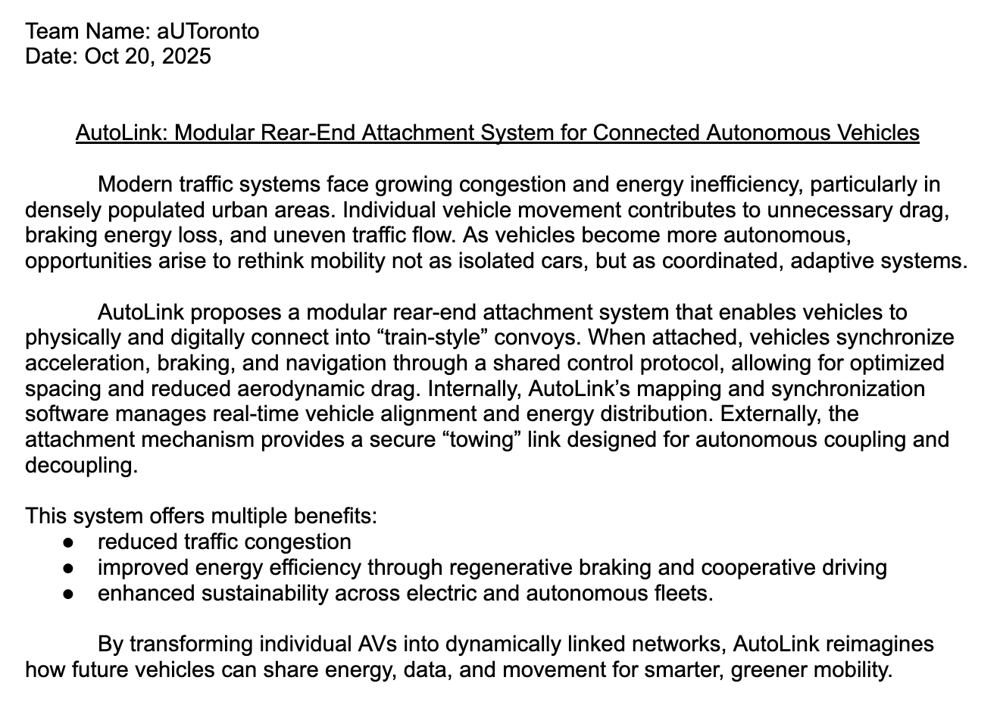 Team Name: aUToronto
Date: Oct 20, 2025
AutoLink: Modular Rear-End Attachment System for Connected Autonomous Vehicles
Modern traffic systems face growing congestion and energy inefficiency, particularly in
densely populated urban areas. Individual vehicle movement contributes to unnecessary drag,
braking energy loss, and uneven traffic flow. As vehicles become more autonomous,
opportunities arise to rethink mobility not as isolated cars, but as coordinated, adaptive systems.
AutoLink proposes a modular rear-end attachment system that enables vehicles to
physically and digitally connect into “train-style” convoys. When attached, vehicles synchronize
acceleration, braking, and navigation through a shared control protocol, allowing for optimized
spacing and reduced aerodynamic drag. Internally, AutoLink’s mapping and synchronization
software manages real-time vehicle alignment and energy distribution. Externally, the
attachment mechanism provides a secure “towing” link designed for autonomous coupling and
decoupling.
This system offers multiple benefits:
● reduced traffic congestion
● improved energy efficiency through regenerative braking and cooperative driving
● enhanced sustainability across electric and autonomous fleets.
By transforming individual AVs into dynamically linked networks, AutoLink reimagines
how future vehicles can share energy, data, and movement for smarter, greener mobility.